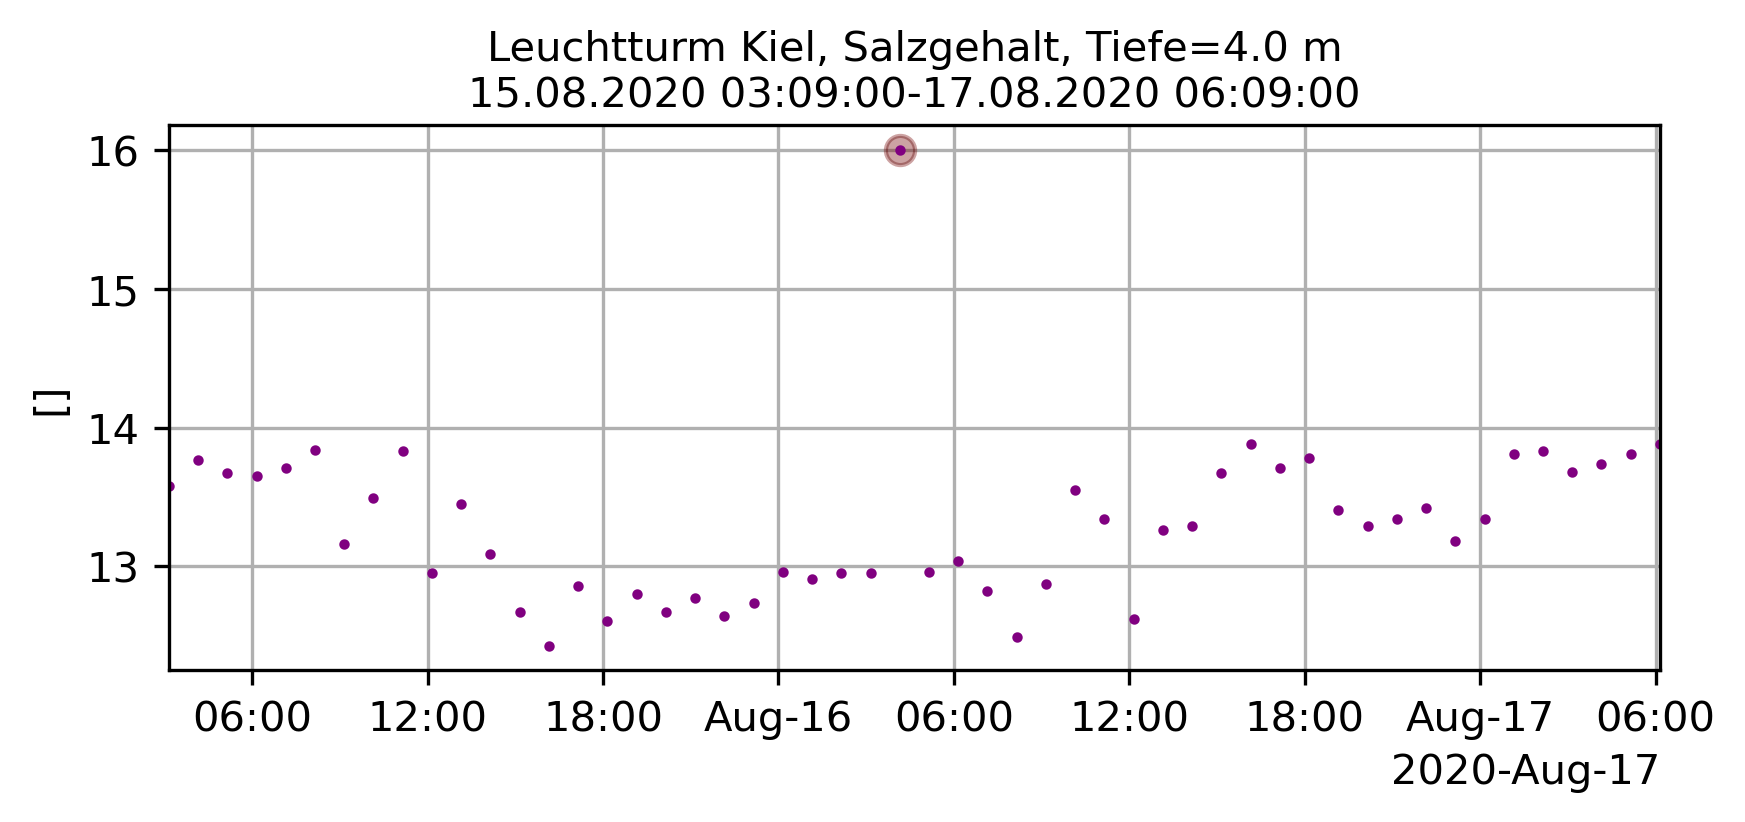 Leuchtturm Kiel, Salzgehalt, Tiefe=4.0 m
15.08.2020 03:09:00-17.08.2020 06:09:00
16
15
14
13
[]
06:00 12:00 18:00 Aug-16 06:00 12:00 18:00 Aug-17 06:00
2020-Aug-17